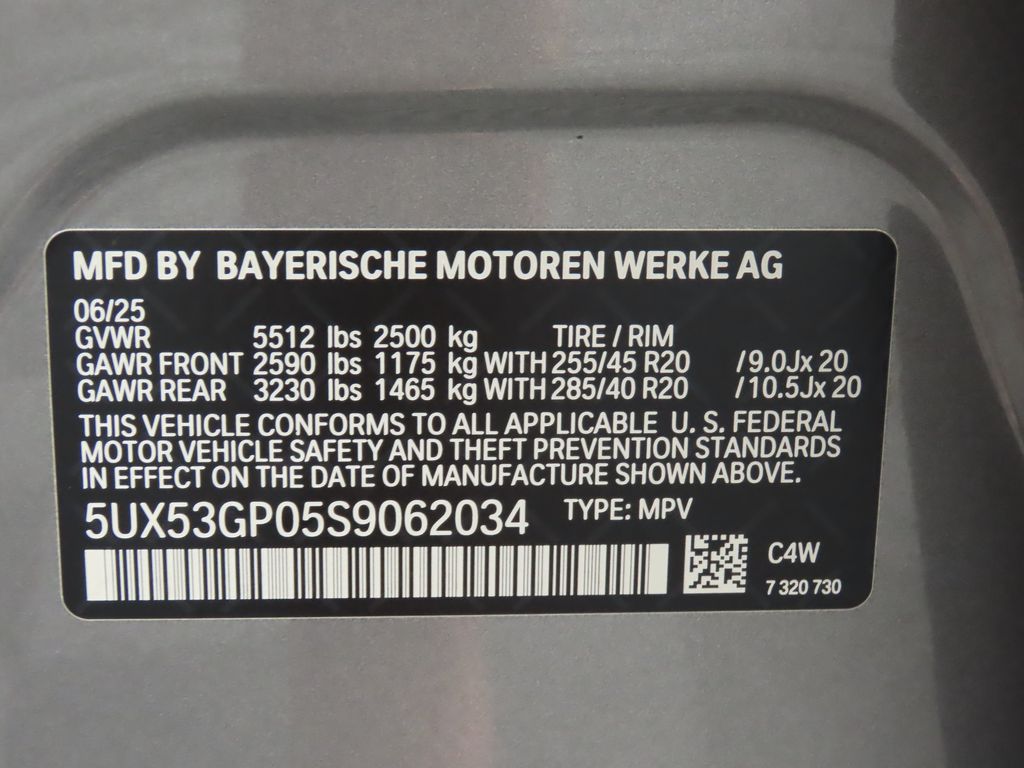 MFD BY BAYERISCHE MOTOREN WERKE AG
06/25
GVWR 5512 lbs 2500 kg TIRE / RIM
GAWR FRONT 2590 lbs 1175 kg WITH 255/45 R20 /9.0Jx 20
GAWR REAR 3230 lbs 1465 kg WITH 285/40 R20 /10.5Jx 20
THIS VEHICLE CONFORMS TO ALL APPLICABLE U. S. FEDERAL
MOTOR VEHICLE SAFETY AND THEFT PREVENTION STANDARDS
IN EFFECT ON THE DATE OF MANUFACTURE SHOWN ABOVE.
5UX53GP05S9062034 TYPE: MPV
C4W
7 320 730